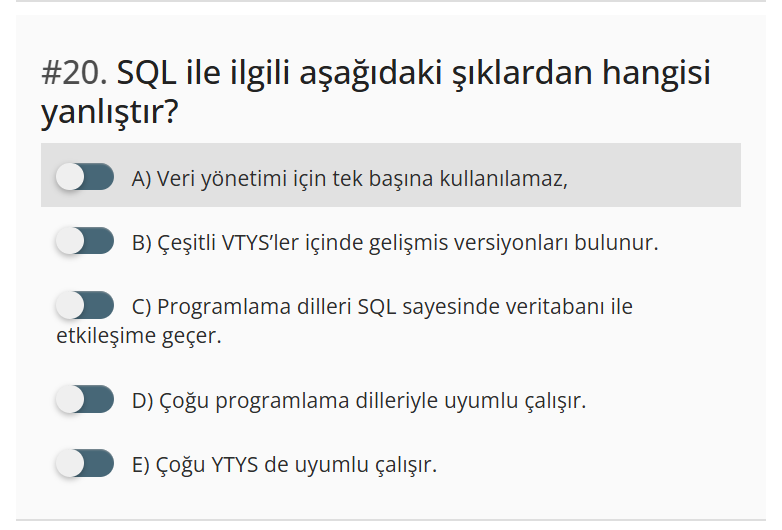 #20. SQL ile ilgili aşağıdaki şıklardan hangisi
yanlıştır?
A) Veri yönetimi için tek başına kullanılamaz,
B) Çeşitli VTYS’ler içinde gelişmis versiyonları bulunur.
C) Programlama dilleri SQL sayesinde veritabanı ile
etkileşime geçer.
D) Çoğu programlama dilleriyle uyumlu çalışır.
E) Çoğu YTYS de uyumlu çalışır.